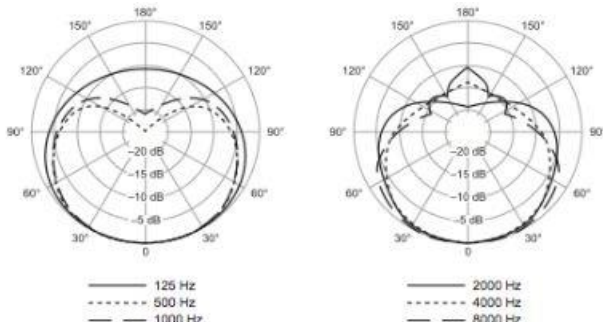 180° 180°
150° 150° 150° 150°
120° 120° 120° 120°
90° 90° 90° 90°
–20 dB –20 dB
–15 dB –15 dB
60° 60° 60° 60°
–10 dB –10 dB
–5 dB –5 dB
30° 30° 30° 30°
0 0
125 Hz 2000 Hz
500 Hz 4000 Hz
1000 Hz 8000 Hz